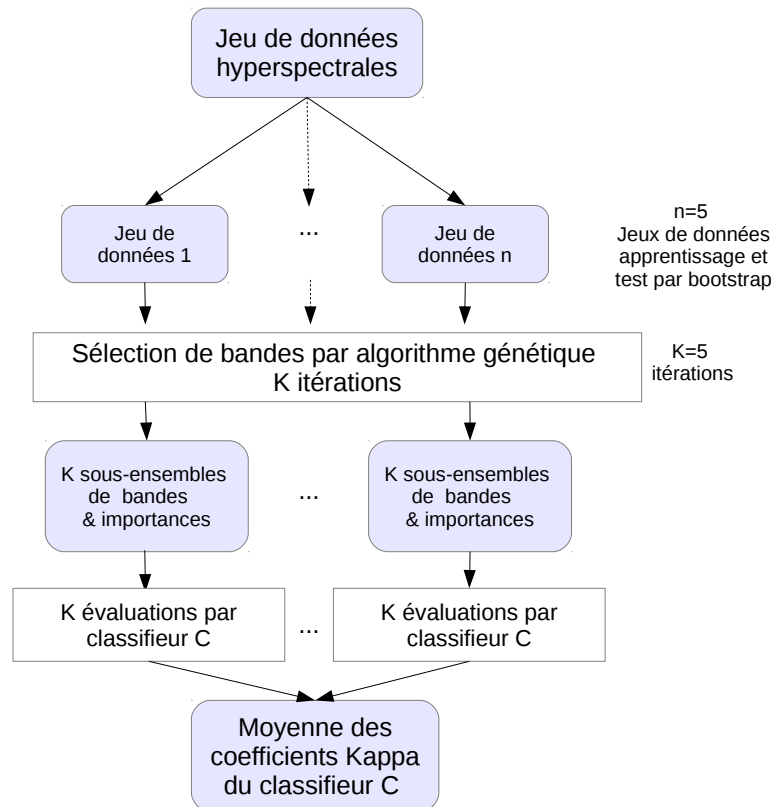 Jeu de données
hyperspectrales
Jeu de
données 1
...
Jeu de
données n
n=5
Jeux de données
apprentissage et
test par bootstrap
Sélection de bandes par algorithme génétique
K itérations
K=5
itérations
K sous-ensembles
de bandes
& importances
...
K sous-ensembles
de bandes
& importances
K évaluations par
classifieur C
...
K évaluations par
classifieur C
Moyenne des
coefficients Kappa
du classifieur C